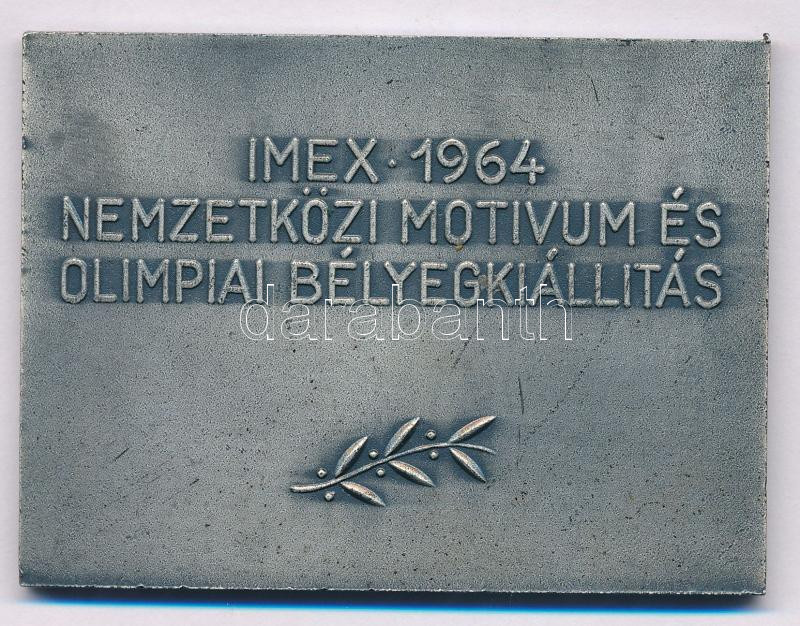 IMEX · 1964
NEMZETKÖZI MOTIVUM ÉS
OLIMPIAI BÉLYEGKIÁLLITÁS
darabanth